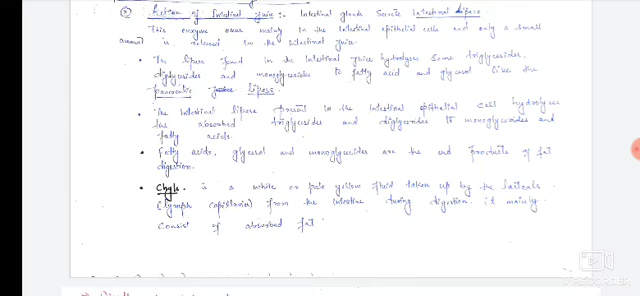 Action of Intestinal Juice :- Intestinal glands Secrete Intestinal lipase.
This enzyme occurs mainly in the Intestinal epithelial cells and only a small
amount is released in the Intestinal Juice.
• The lipase found in the Intestinal Juice hydrolyses some triglycerides,
diglycerides and monoglycerides to fatty acid and glycerol like the
pancreatic lipase.
• The intestinal lipase present in the intestinal epithelial cell hydrolyses
the absorbed triglycerides and diglycerides to monoglycerides and
fatty acids.
• Fatty acids, glycerol and monoglycerides are the end products of fat
digestion.
• Chyle is a white or pale yellow fluid taken up by the lacteals
(lymph capillaries) from the intestine during digestion. it mainly
Consist of absorbed fat
RECORDER